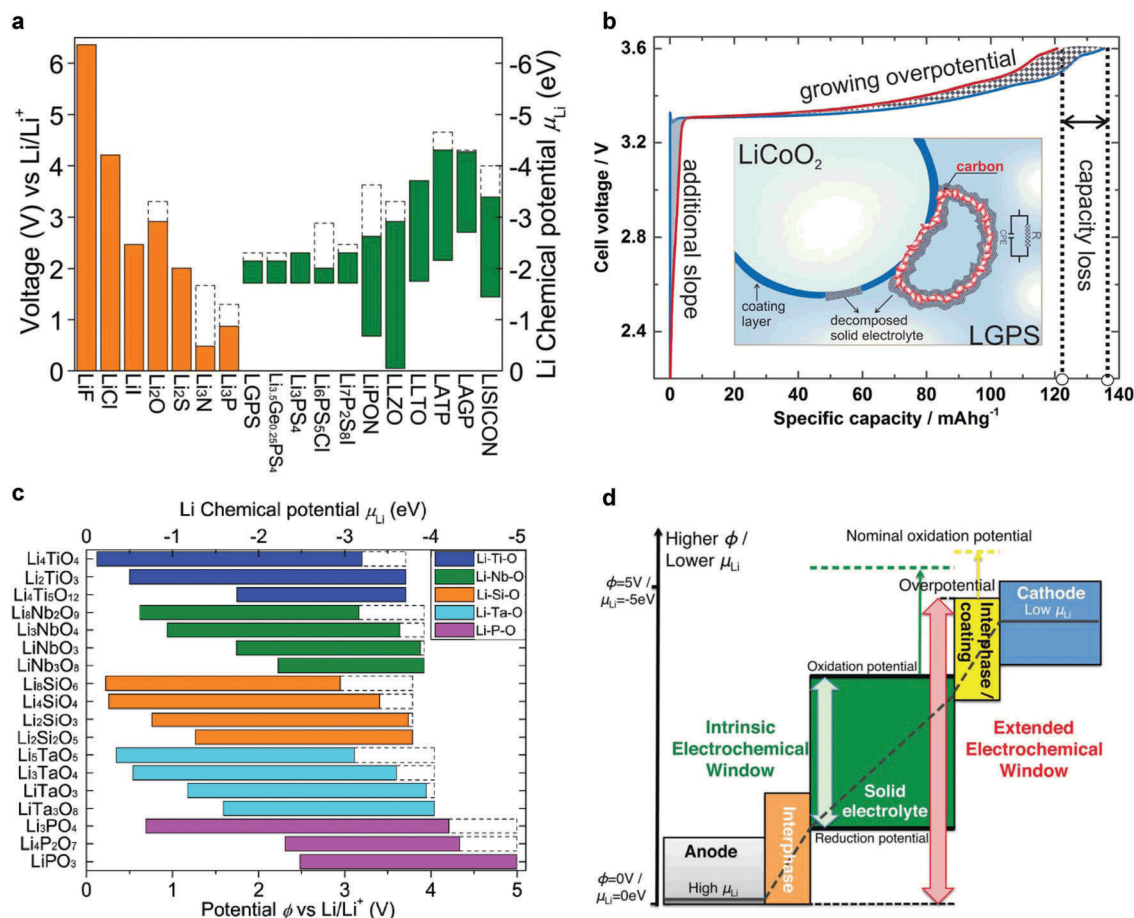 a
Voltage (V) vs Li/Li⁺
6
5
4
3
2
1
0
-6
-5
-4
-3
-2
-1
0
Li Chemical potential μLi (eV)
LiF
LiCl
LiI
Li₂O
Li₂S
Li₃N
Li₃P
LGPS
Li₃.₅Ge₀.₂₅PS₄
Li₃PS₄
Li₆PS₅Cl
Li₇P₂S₈I
LiPON
LLZO
LLTO
LATP
LAGP
LISICON
b
Cell voltage / V
3.6
3.2
2.8
2.4
growing overpotential
additional slope
capacity loss
LiCoO₂
carbon
R
CPE
coating
layer
decomposed
solid electrolyte
LGPS
0 20 40 60 80 100 120 140
Specific capacity / mAhg⁻¹
c
Li Chemical potential μLi (eV)
0 -1 -2 -3 -4 -5
Li₄TiO₄
Li₂TiO₃
Li₄Ti₅O₁₂
Li₈Nb₂O₉
Li₃NbO₄
LiNbO₃
LiNb₃O₈
Li₈SiO₆
Li₄SiO₄
Li₂SiO₃
Li₂Si₂O₅
Li₅TaO₅
Li₃TaO₄
LiTaO₃
LiTa₃O₈
Li₃PO₄
Li₄P₂O₇
LiPO₃
Li-Ti-O
Li-Nb-O
Li-Si-O
Li-Ta-O
Li-P-O
0 1 2 3 4 5
Potential ϕ vs Li/Li⁺ (V)
d
Higher ϕ /
Lower μLi
Nominal oxidation potential
ϕ=5V /
μLi=-5eV
Overpotential
Interphase /
coating
Cathode
Low μLi
Oxidation potential
Intrinsic
Electrochemical
Window
Extended
Electrochemical
Window
Solid
electrolyte
Interphase
Reduction potential
Anode
High μLi
ϕ=0V /
μLi=0eV